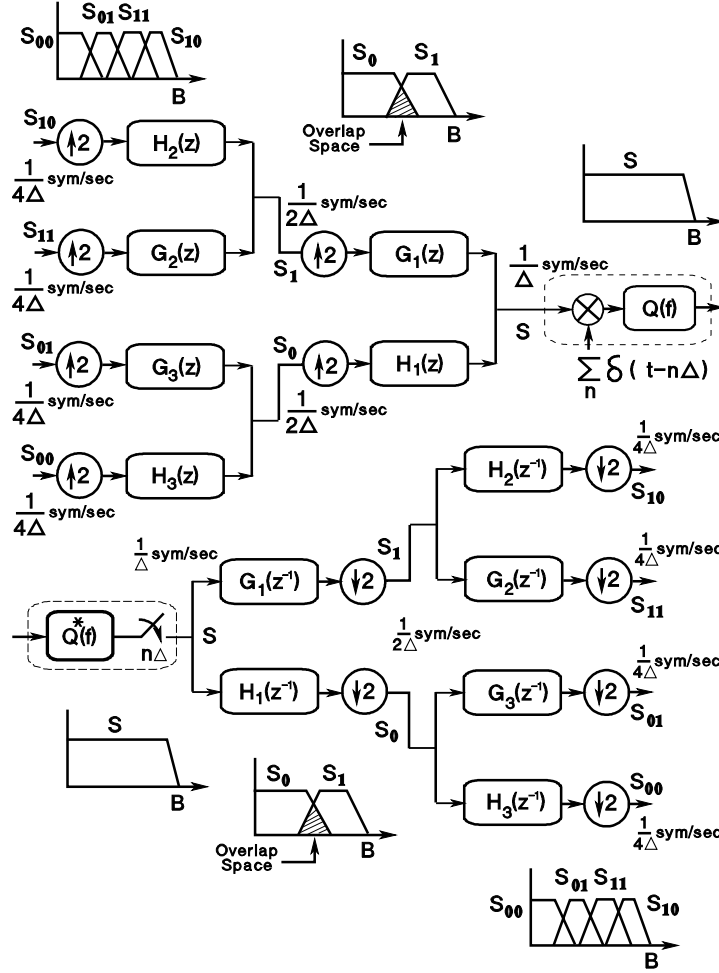 S₀₀ S₀₁ S₁₁ S₁₀
B
S₀ S₁
Overlap
Space
B
S
B
S₁₀
↑2
H₂(z)
1/4Δ sym/sec
S₁₁
↑2
G₂(z)
1/4Δ sym/sec
1/2Δ sym/sec
S₁
↑2
G₁(z)
S₀₁
↑2
G₃(z)
1/4Δ sym/sec
S₀
↑2
H₁(z)
1/2Δ sym/sec
S₀₀
↑2
H₃(z)
1/4Δ sym/sec
1/Δ sym/sec
S
Q(f)
∑ δ ( t−nΔ)
n
1/Δ sym/sec
Q*(f)
nΔ
S
G₁(z⁻¹)
↓2
S₁
H₁(z⁻¹)
↓2
S₀
1/2Δ sym/sec
H₂(z⁻¹)
↓2
1/4Δ sym/sec
S₁₀
G₂(z⁻¹)
↓2
1/4Δ sym/sec
S₁₁
G₃(z⁻¹)
↓2
1/4Δ sym/sec
S₀₁
H₃(z⁻¹)
↓2
S₀₀
1/4Δ sym/sec
S
B
S₀ S₁
Overlap
Space
B
S₀₀ S₀₁ S₁₁ S₁₀
B